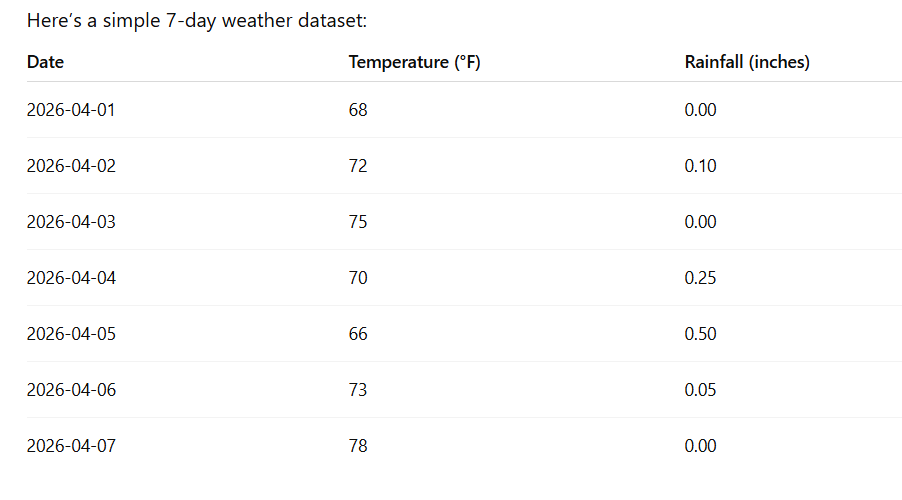 Here’s a simple 7-day weather dataset:
Date Temperature (°F) Rainfall (inches)
2026-04-01 68 0.00
2026-04-02 72 0.10
2026-04-03 75 0.00
2026-04-04 70 0.25
2026-04-05 66 0.50
2026-04-06 73 0.05
2026-04-07 78 0.00